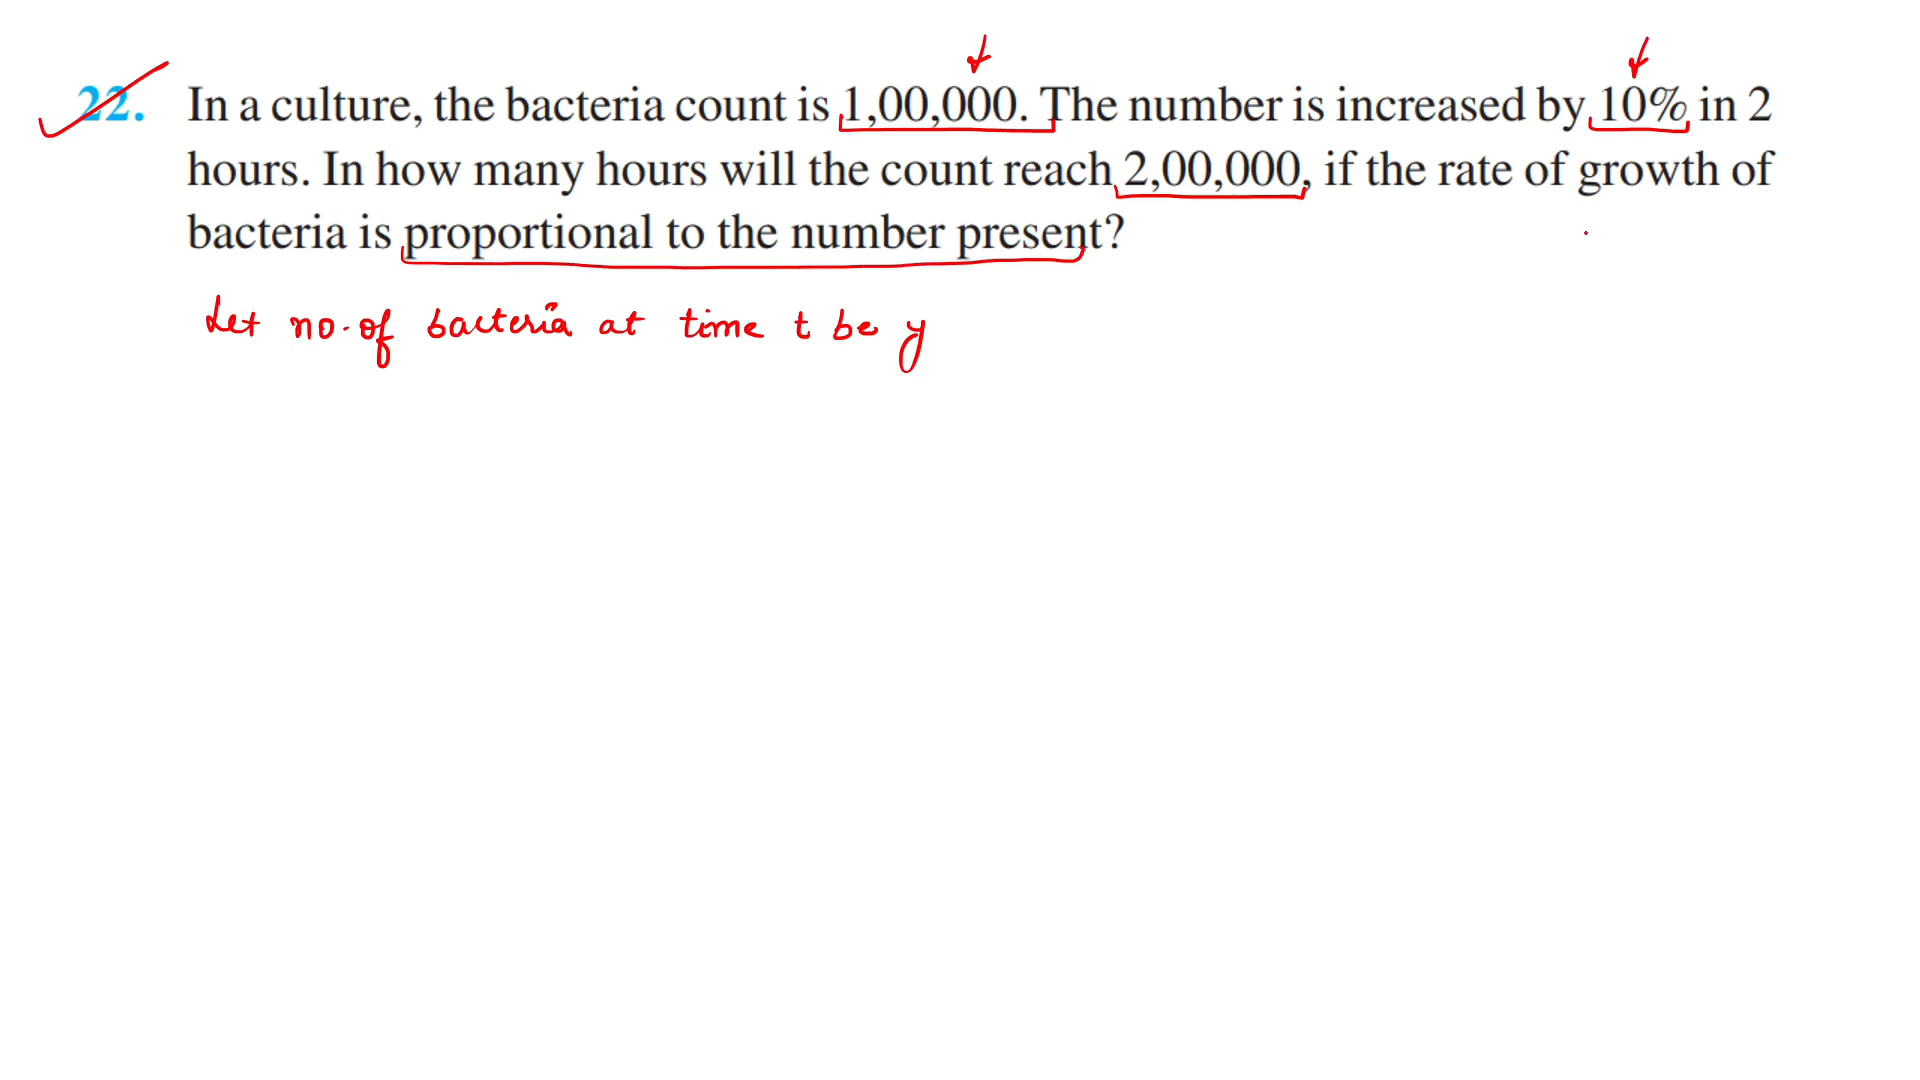 22. In a culture, the bacteria count is 1,00,000. The number is increased by 10% in 2
hours. In how many hours will the count reach 2,00,000, if the rate of growth of
bacteria is proportional to the number present?
Let no. of bacteria at time t be y